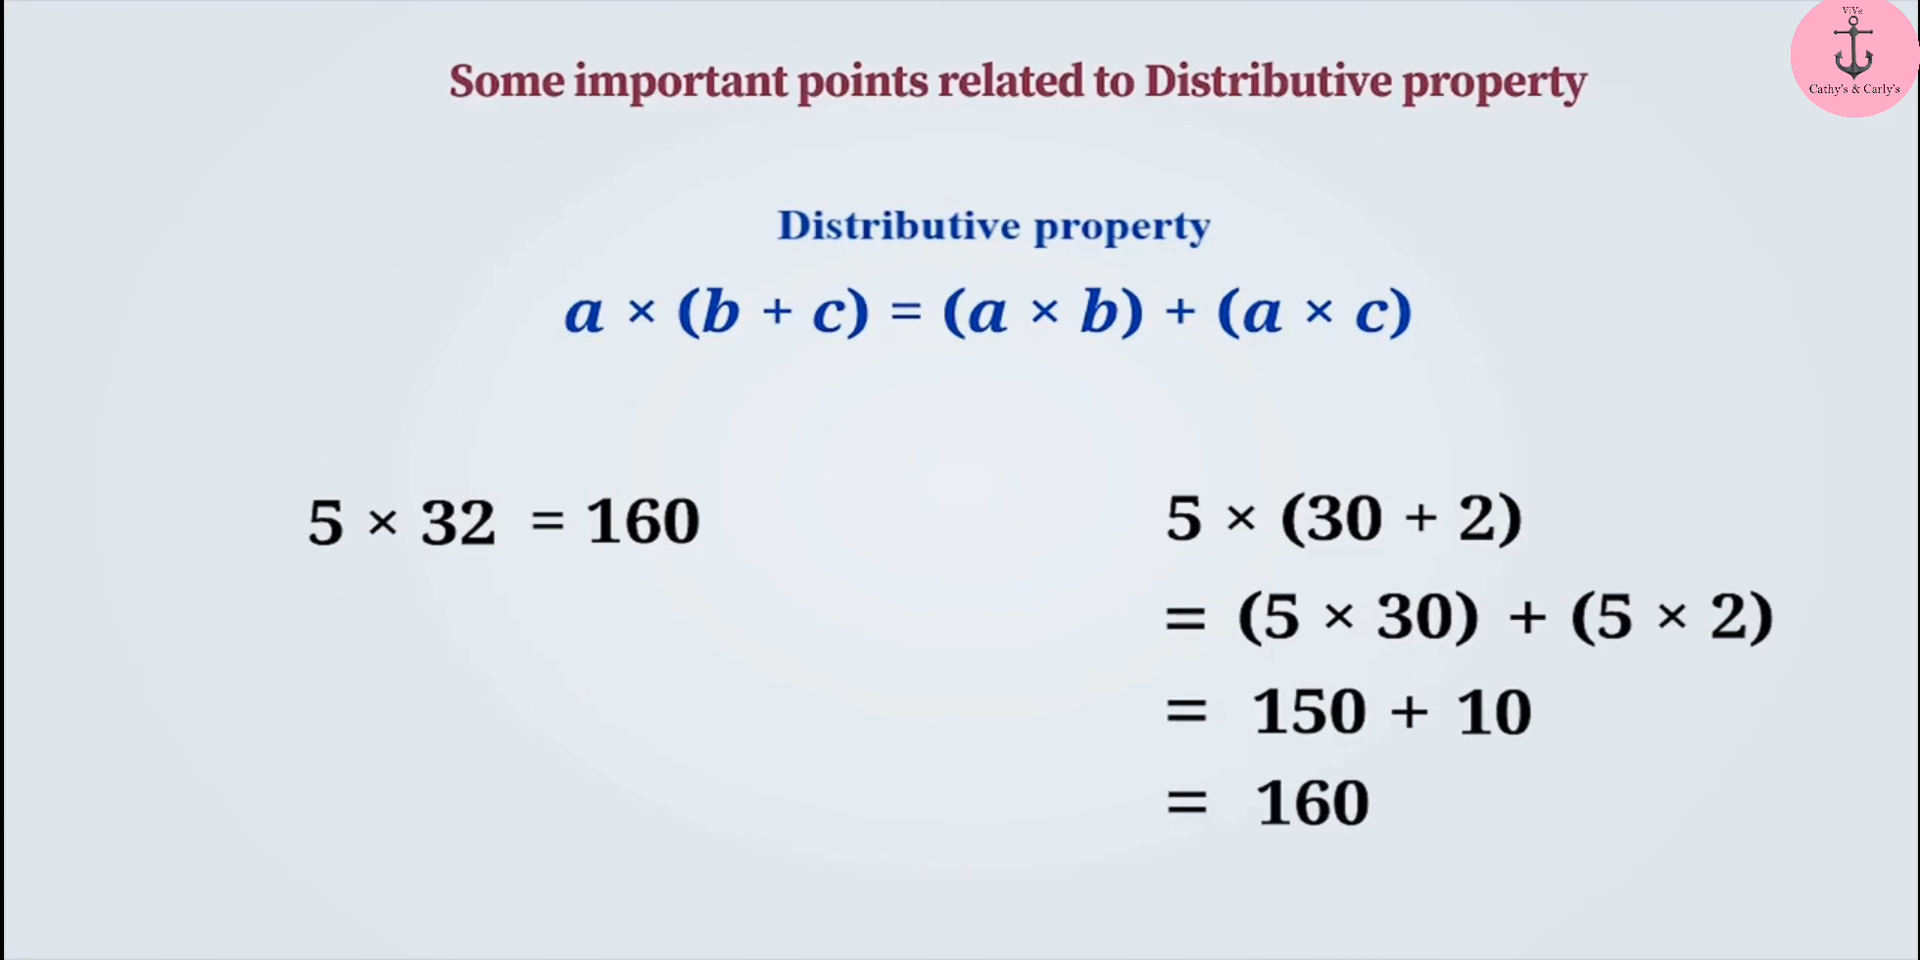 ViVe
Cathy's & Carly's
Some important points related to Distributive property
Distributive property
a × (b + c) = (a × b) + (a × c)
5 × 32 = 160
5 × (30 + 2)
= (5 × 30) + (5 × 2)
= 150 + 10
= 160